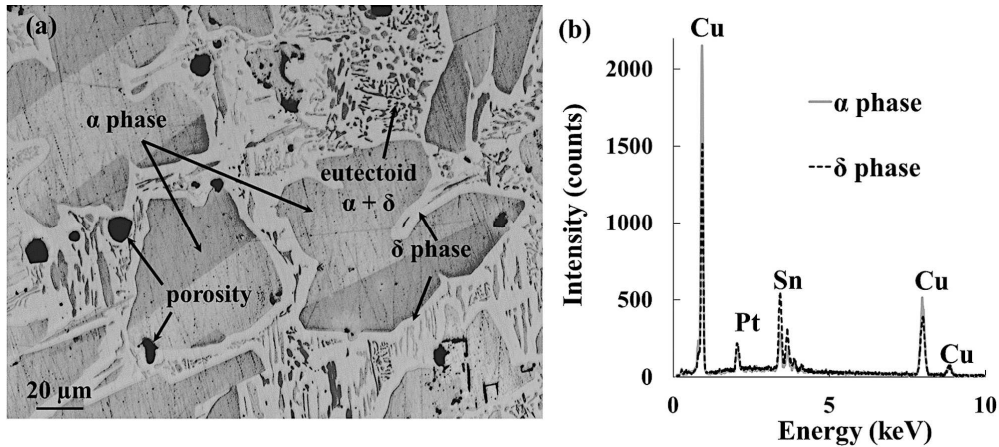 (a)
α phase
eutectoid
α + δ
δ phase
porosity
20 µm
(b)
Cu
2000
α phase
δ phase
1500
1000
500
0
Intensity (counts)
Pt
Sn
Cu
Cu
0
5
10
Energy (keV)